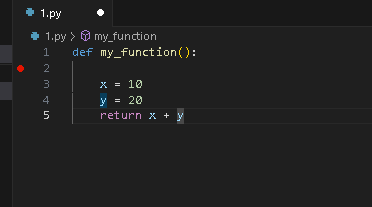 1.py
1.py > my_function
1 def my_function():
2
3     x = 10
4     y = 20
5     return x + y